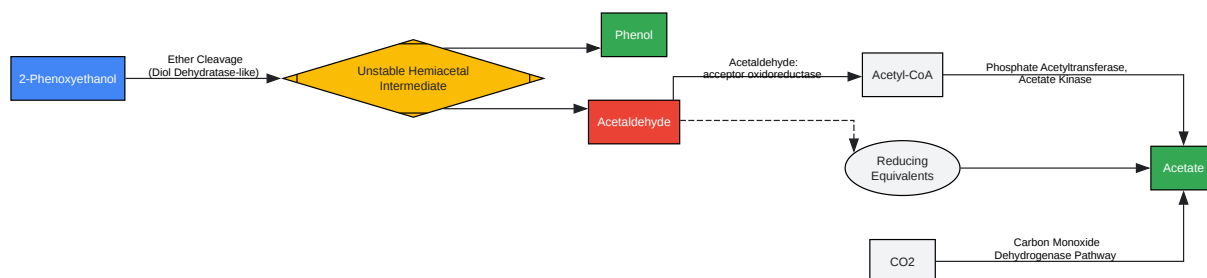 2-Phenoxyethanol
Ether Cleavage
(Diol Dehydratase-like)
Unstable Hemiacetal
Intermediate
Phenol
Acetaldehyde
Acetaldehyde:
acceptor oxidoreductase
Acetyl-CoA
Phosphate Acetyltransferase,
Acetate Kinase
Reducing
Equivalents
Acetate
CO2
Carbon Monoxide
Dehydrogenase Pathway